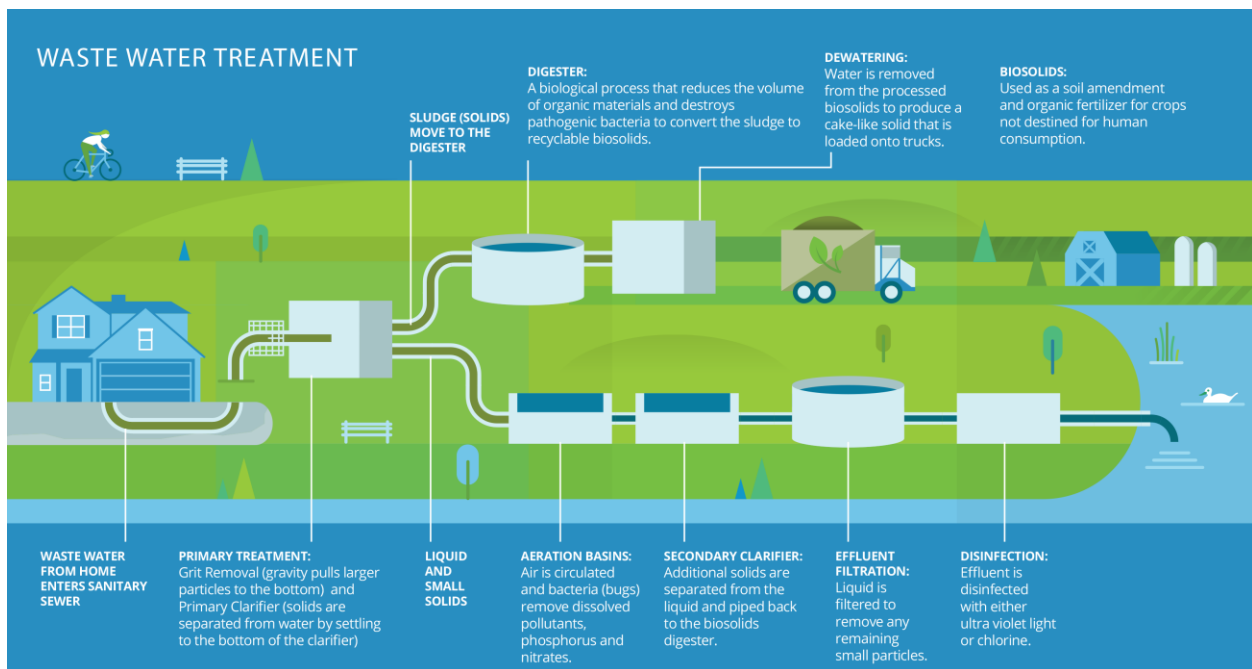 WASTE WATER TREATMENT
SLUDGE (SOLIDS)
MOVE TO THE
DIGESTER
DIGESTER:
A biological process that reduces the volume
of organic materials and destroys
pathogenic bacteria to convert the sludge to
recyclable biosolids.
DEWATERING:
Water is removed
from the processed
biosolids to produce a
cake-like solid that is
loaded onto trucks.
BIOSOLIDS:
Used as a soil amendment
and organic fertilizer for crops
not destined for human
consumption.
WASTE WATER
FROM HOME
ENTERS SANITARY
SEWER
PRIMARY TREATMENT:
Grit Removal (gravity pulls larger
particles to the bottom) and
Primary Clarifier (solids are
separated from water by settling
to the bottom of the clarifier)
LIQUID
AND
SMALL
SOLIDS
AERATION BASINS:
Air is circulated
and bacteria (bugs)
remove dissolved
pollutants,
phosphorus and
nitrates.
SECONDARY CLARIFIER:
Additional solids are
separated from the
liquid and piped back
to the biosolids
digester.
EFFLUENT
FILTRATION:
Liquid is
filtered to
remove any
remaining
small particles.
DISINFECTION:
Effluent is
disinfected
with either
ultra violet light
or chlorine.